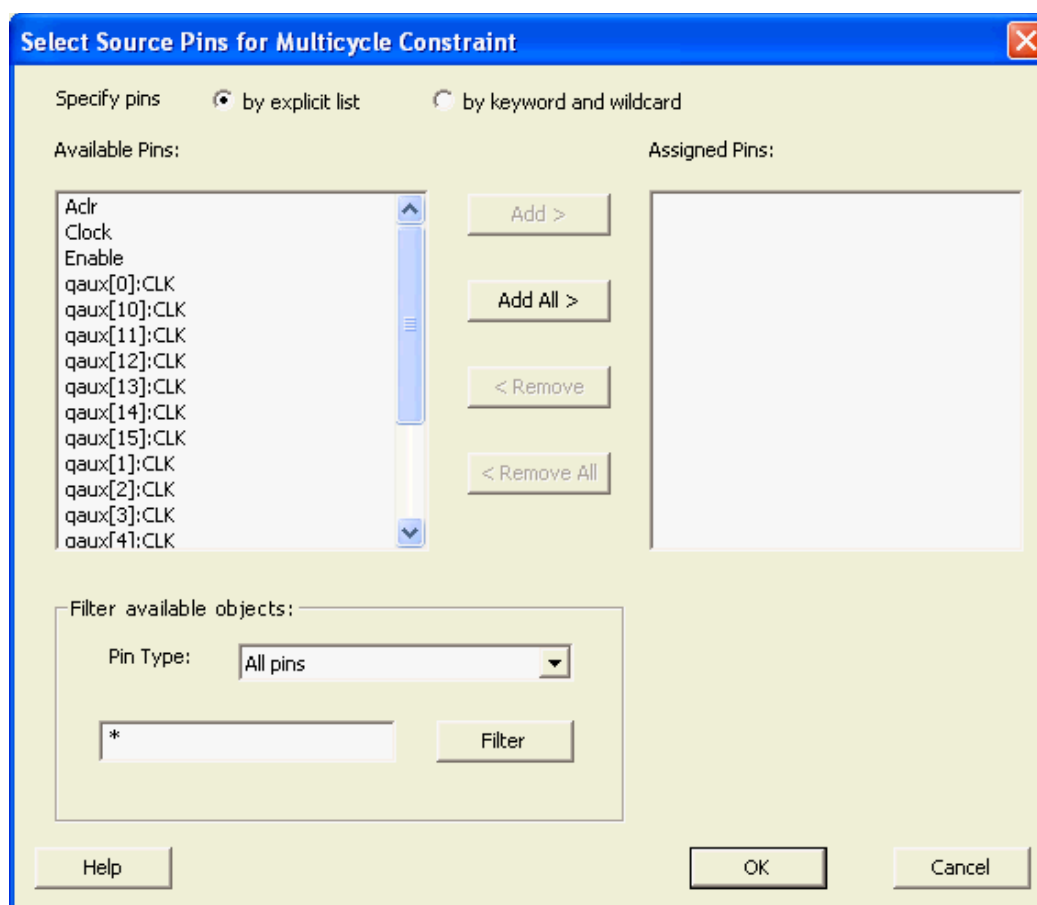 Select Source Pins for Multicycle Constraint
Specify pins by explicit list by keyword and wildcard
Available Pins: Assigned Pins:
Aclr
Clock
Enable
qaux[0]:CLK
qaux[10]:CLK
qaux[11]:CLK
qaux[12]:CLK
qaux[13]:CLK
qaux[14]:CLK
qaux[15]:CLK
qaux[1]:CLK
qaux[2]:CLK
qaux[3]:CLK
qaux[4]:CLK
Add >
Add All >
< Remove
< Remove All
Filter available objects:
Pin Type: All pins
* Filter
Help OK Cancel